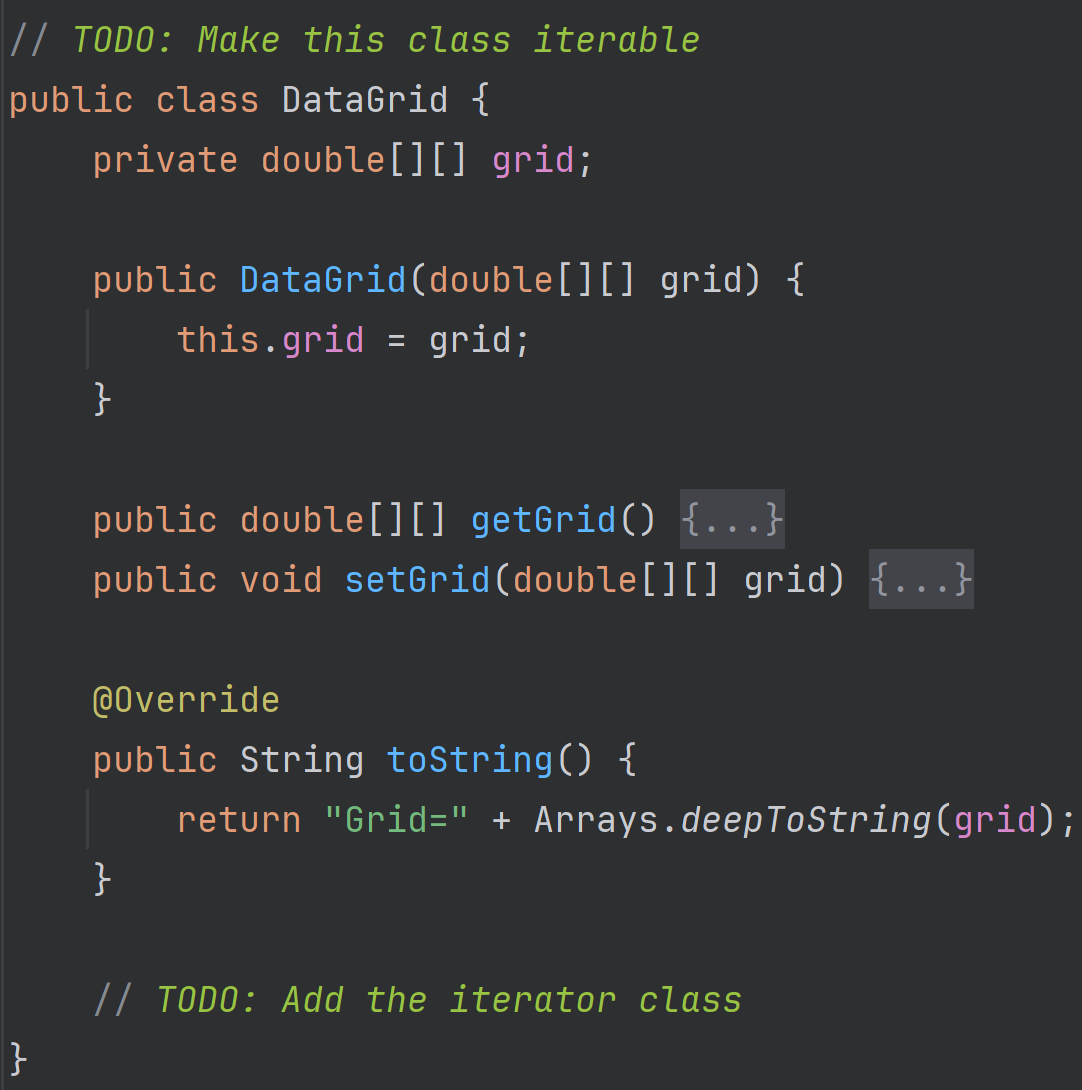 // TODO: Make this class iterable
public class DataGrid {
    private double[][] grid;

    public DataGrid(double[][] grid) {
        this.grid = grid;
    }

    public double[][] getGrid() {...}
    public void setGrid(double[][] grid) {...}

    @Override
    public String toString() {
        return "Grid=" + Arrays.deepToString(grid);
    }

    // TODO: Add the iterator class
}